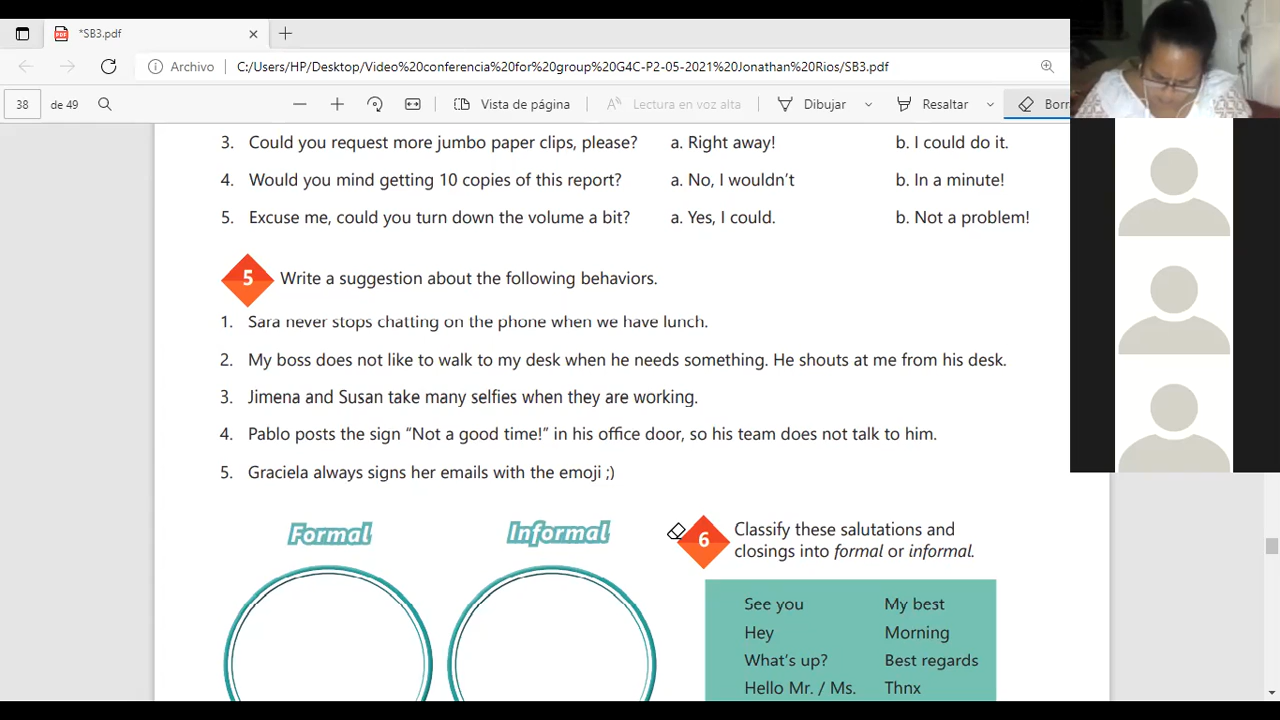 *SB3.pdf
Archivo C:/Users/HP/Desktop/Video%20conferencia%20for%20group%20G4C-P2-05-2021%20Jonathan%20Rios/SB3.pdf
38 de 49 Vista de página Lectura en voz alta Dibujar Resaltar Borr
3. Could you request more jumbo paper clips, please? a. Right away! b. I could do it.
4. Would you mind getting 10 copies of this report? a. No, I wouldn't b. In a minute!
5. Excuse me, could you turn down the volume a bit? a. Yes, I could. b. Not a problem!
5 Write a suggestion about the following behaviors.
1. Sara never stops chatting on the phone when we have lunch.
2. My boss does not like to walk to my desk when he needs something. He shouts at me from his desk.
3. Jimena and Susan take many selfies when they are working.
4. Pablo posts the sign “Not a good time!” in his office door, so his team does not talk to him.
5. Graciela always signs her emails with the emoji ;)
Formal Informal
6 Classify these salutations and
closings into formal or informal.
See you My best
Hey Morning
What's up? Best regards
Hello Mr. / Ms. Thnx